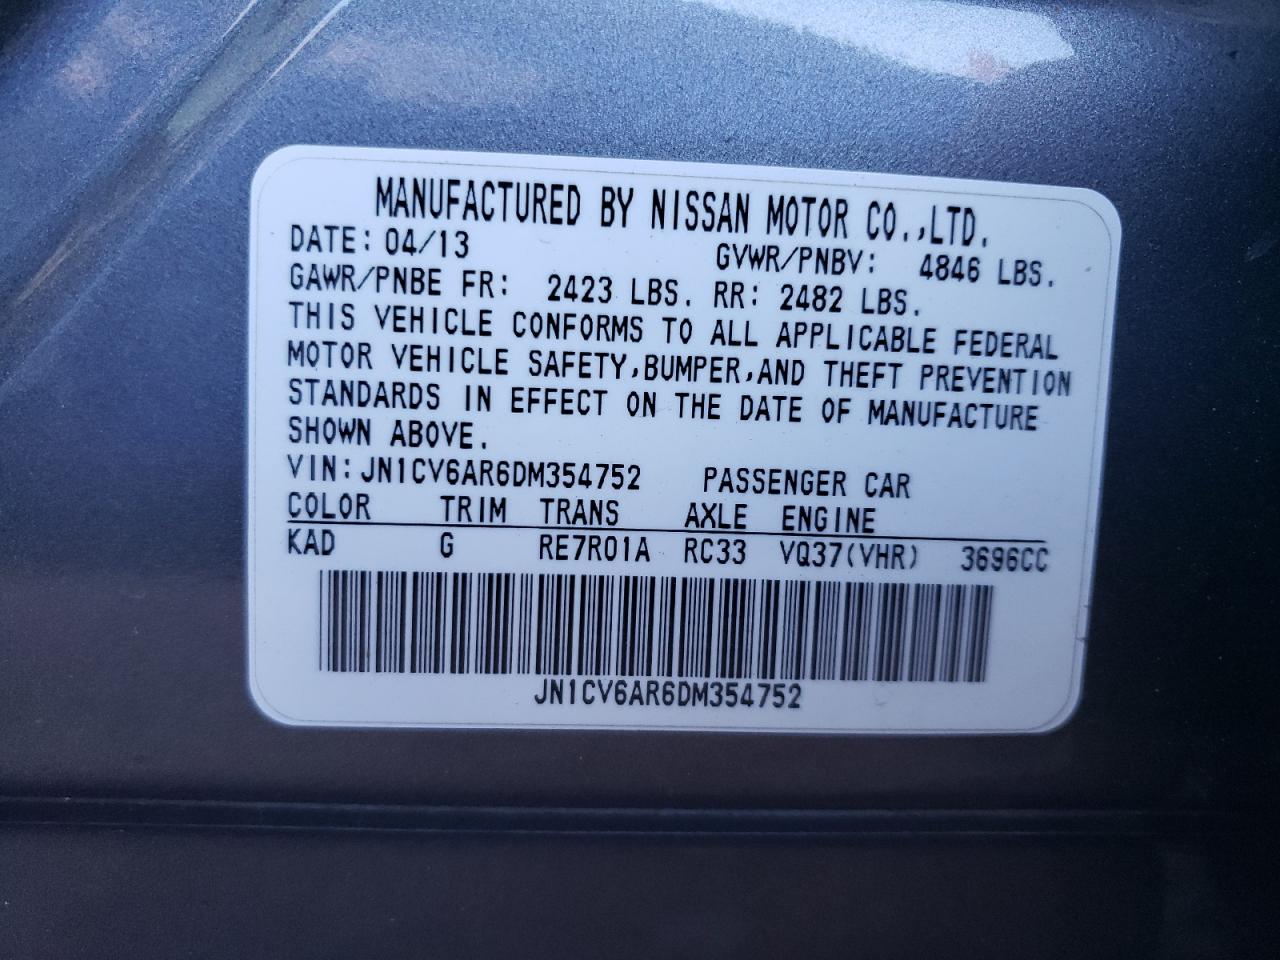 MANUFACTURED BY NISSAN MOTOR CO.,LTD.
DATE: 04/13 GVWR/PNBV: 4846 LBS.
GAWR/PNBE FR: 2423 LBS. RR: 2482 LBS.
THIS VEHICLE CONFORMS TO ALL APPLICABLE FEDERAL
MOTOR VEHICLE SAFETY,BUMPER,AND THEFT PREVENTION
STANDARDS IN EFFECT ON THE DATE OF MANUFACTURE
SHOWN ABOVE.
VIN:JN1CV6AR6DM354752 PASSENGER CAR
COLOR TRIM TRANS AXLE ENGINE
KAD G RE7R01A RC33 VQ37(VHR) 3696CC
JN1CV6AR6DM354752